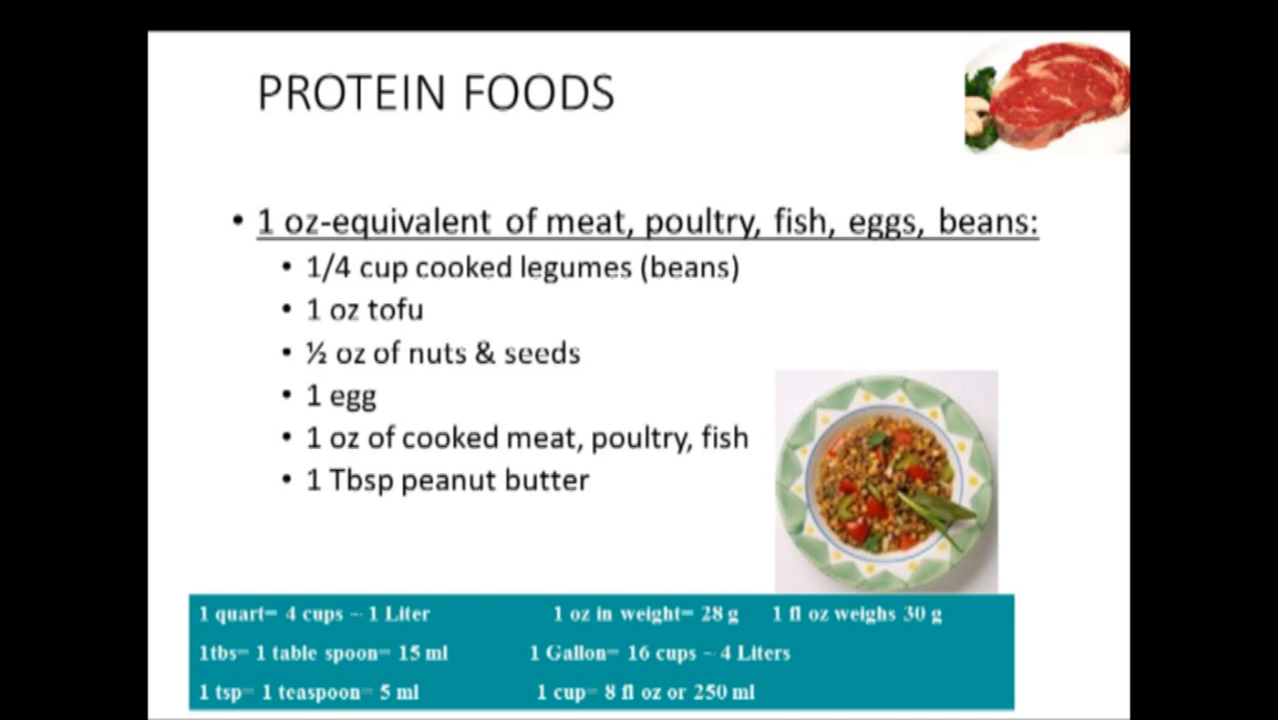 PROTEIN FOODS
• 1 oz-equivalent of meat, poultry, fish, eggs, beans:
• 1/4 cup cooked legumes (beans)
• 1 oz tofu
• ½ oz of nuts & seeds
• 1 egg
• 1 oz of cooked meat, poultry, fish
• 1 Tbsp peanut butter
1 quart= 4 cups ~ 1 Liter 1 oz in weight= 28 g 1 fl oz weighs 30 g
1tbs= 1 table spoon= 15 ml 1 Gallon= 16 cups ~ 4 Liters
1 tsp= 1 teaspoon= 5 ml 1 cup= 8 fl oz or 250 ml